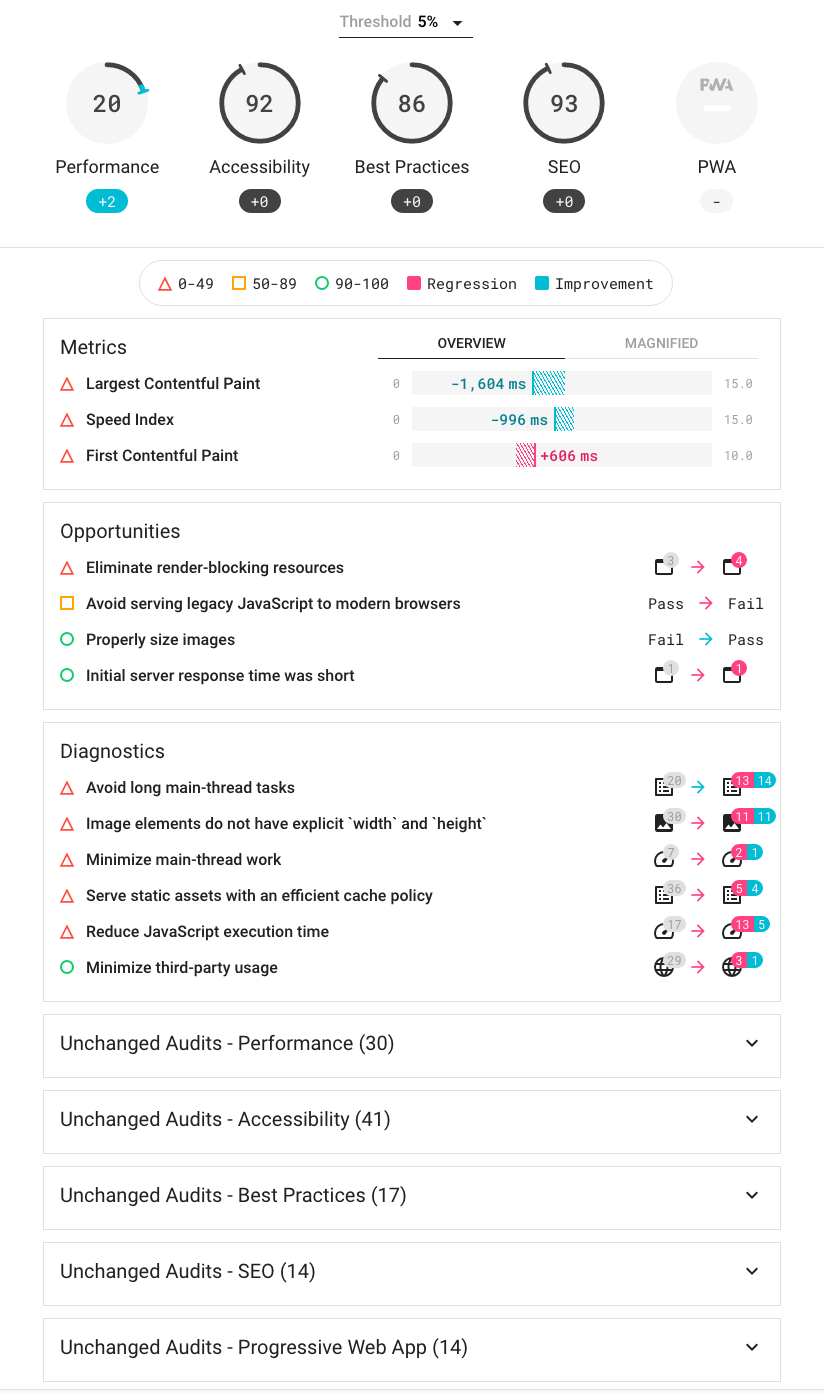 Threshold 5%
20 92 86 93 PWA
Performance Accessibility Best Practices SEO PWA
+2 +0 +0 +0 -
0-49 50-89 90-100 Regression Improvement
Metrics OVERVIEW MAGNIFIED
Largest Contentful Paint 0 -1,604 ms 15.0
Speed Index 0 -996 ms 15.0
First Contentful Paint 0 +606 ms 10.0
Opportunities
Eliminate render-blocking resources 3 4
Avoid serving legacy JavaScript to modern browsers Pass Fail
Properly size images Fail Pass
Initial server response time was short 1 1
Diagnostics
Avoid long main-thread tasks 20 13 14
Image elements do not have explicit `width` and `height` 30 11 11
Minimize main-thread work 7 2 1
Serve static assets with an efficient cache policy 36 5 4
Reduce JavaScript execution time 17 13 5
Minimize third-party usage 29 3 1
Unchanged Audits - Performance (30)
Unchanged Audits - Accessibility (41)
Unchanged Audits - Best Practices (17)
Unchanged Audits - SEO (14)
Unchanged Audits - Progressive Web App (14)